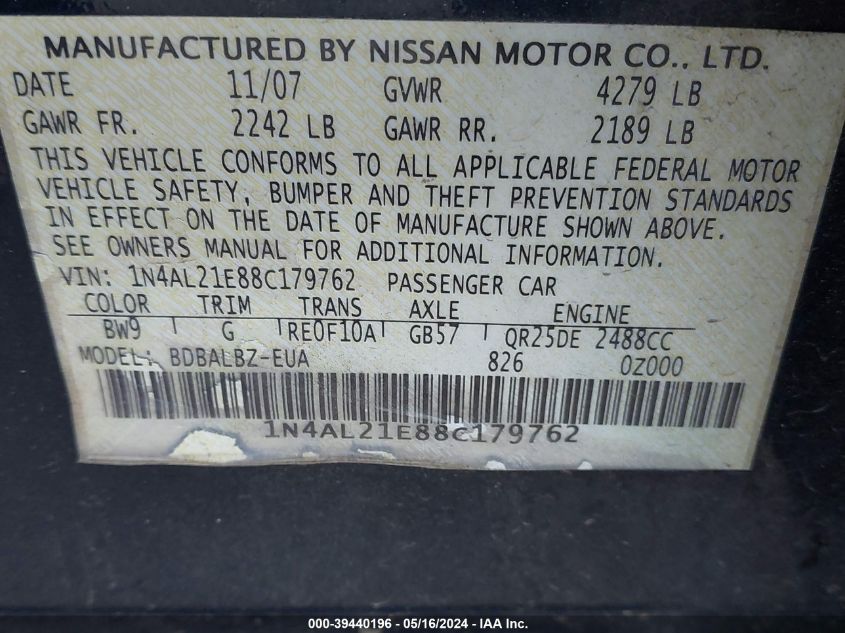 MANUFACTURED BY NISSAN MOTOR CO., LTD.
DATE 11/07 GVWR 4279 LB
GAWR FR. 2242 LB GAWR RR. 2189 LB
THIS VEHICLE CONFORMS TO ALL APPLICABLE FEDERAL MOTOR
VEHICLE SAFETY, BUMPER AND THEFT PREVENTION STANDARDS
IN EFFECT ON THE DATE OF MANUFACTURE SHOWN ABOVE.
SEE OWNERS MANUAL FOR ADDITIONAL INFORMATION.
VIN: 1N4AL21E88C179762 PASSENGER CAR
COLOR TRIM TRANS AXLE ENGINE
BW9 G RE0F10A GB57 QR25DE 2488CC
MODEL: BDBALBZ-EUA 826 0Z000
1N4AL21E88C179762
000-39440196 - 05/16/2024 - IAA Inc.